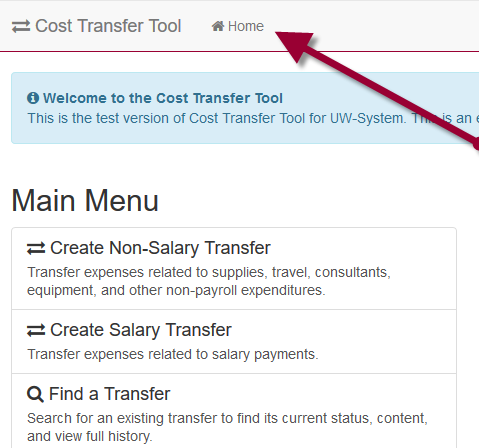 Cost Transfer Tool Home
Welcome to the Cost Transfer Tool
This is the test version of Cost Transfer Tool for UW-System. This is an e
Main Menu
Create Non-Salary Transfer
Transfer expenses related to supplies, travel, consultants,
equipment, and other non-payroll expenditures.
Create Salary Transfer
Transfer expenses related to salary payments.
Find a Transfer
Search for an existing transfer to find its current status, content,
and view full history.